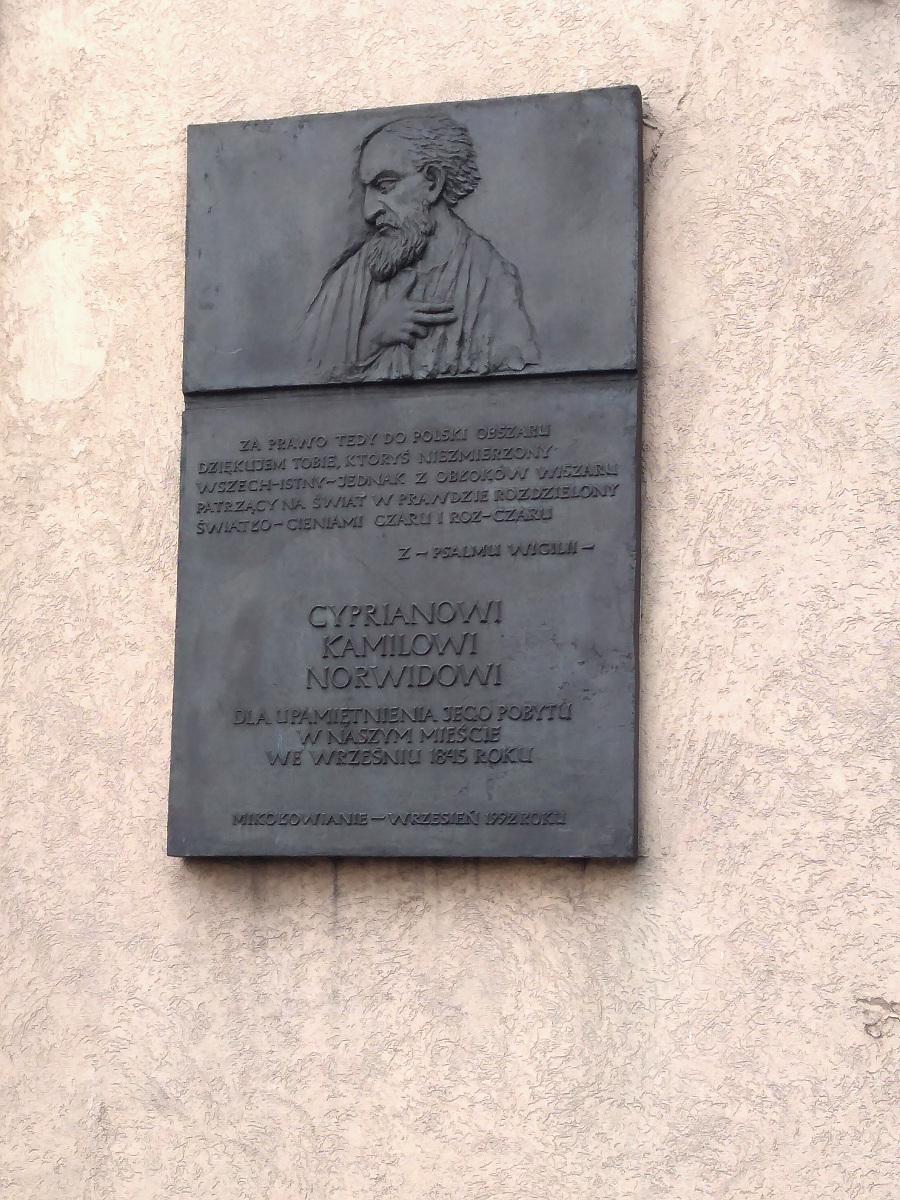 ZA PRAWO TEDY DO POLSKI OBSZARU
DZIĘKUJEM TOBIE, KTORYŚ NIEZMIERZONY
WSZECH-ISTNY-JEDNAK Z OBŁOKÓW WISZARU
PATRZĄCY NA ŚWIAT W PRAWDZIE ROZDZIELONY
ŚWIATŁO-CIENIAMI CZARU I ROZ-CZARU
Z - PSALMU WIGILII -
CYPRIANOWI
KAMILOWI
NORWIDOWI
DLA UPAMIĘTNIENIA JEGO POBYTU
W NASZYM MIEŚCIE
WE WRZEŚNIU 1845 ROKU
MIKOŁOWIANIE - WRZESIEŃ 1992 ROKU